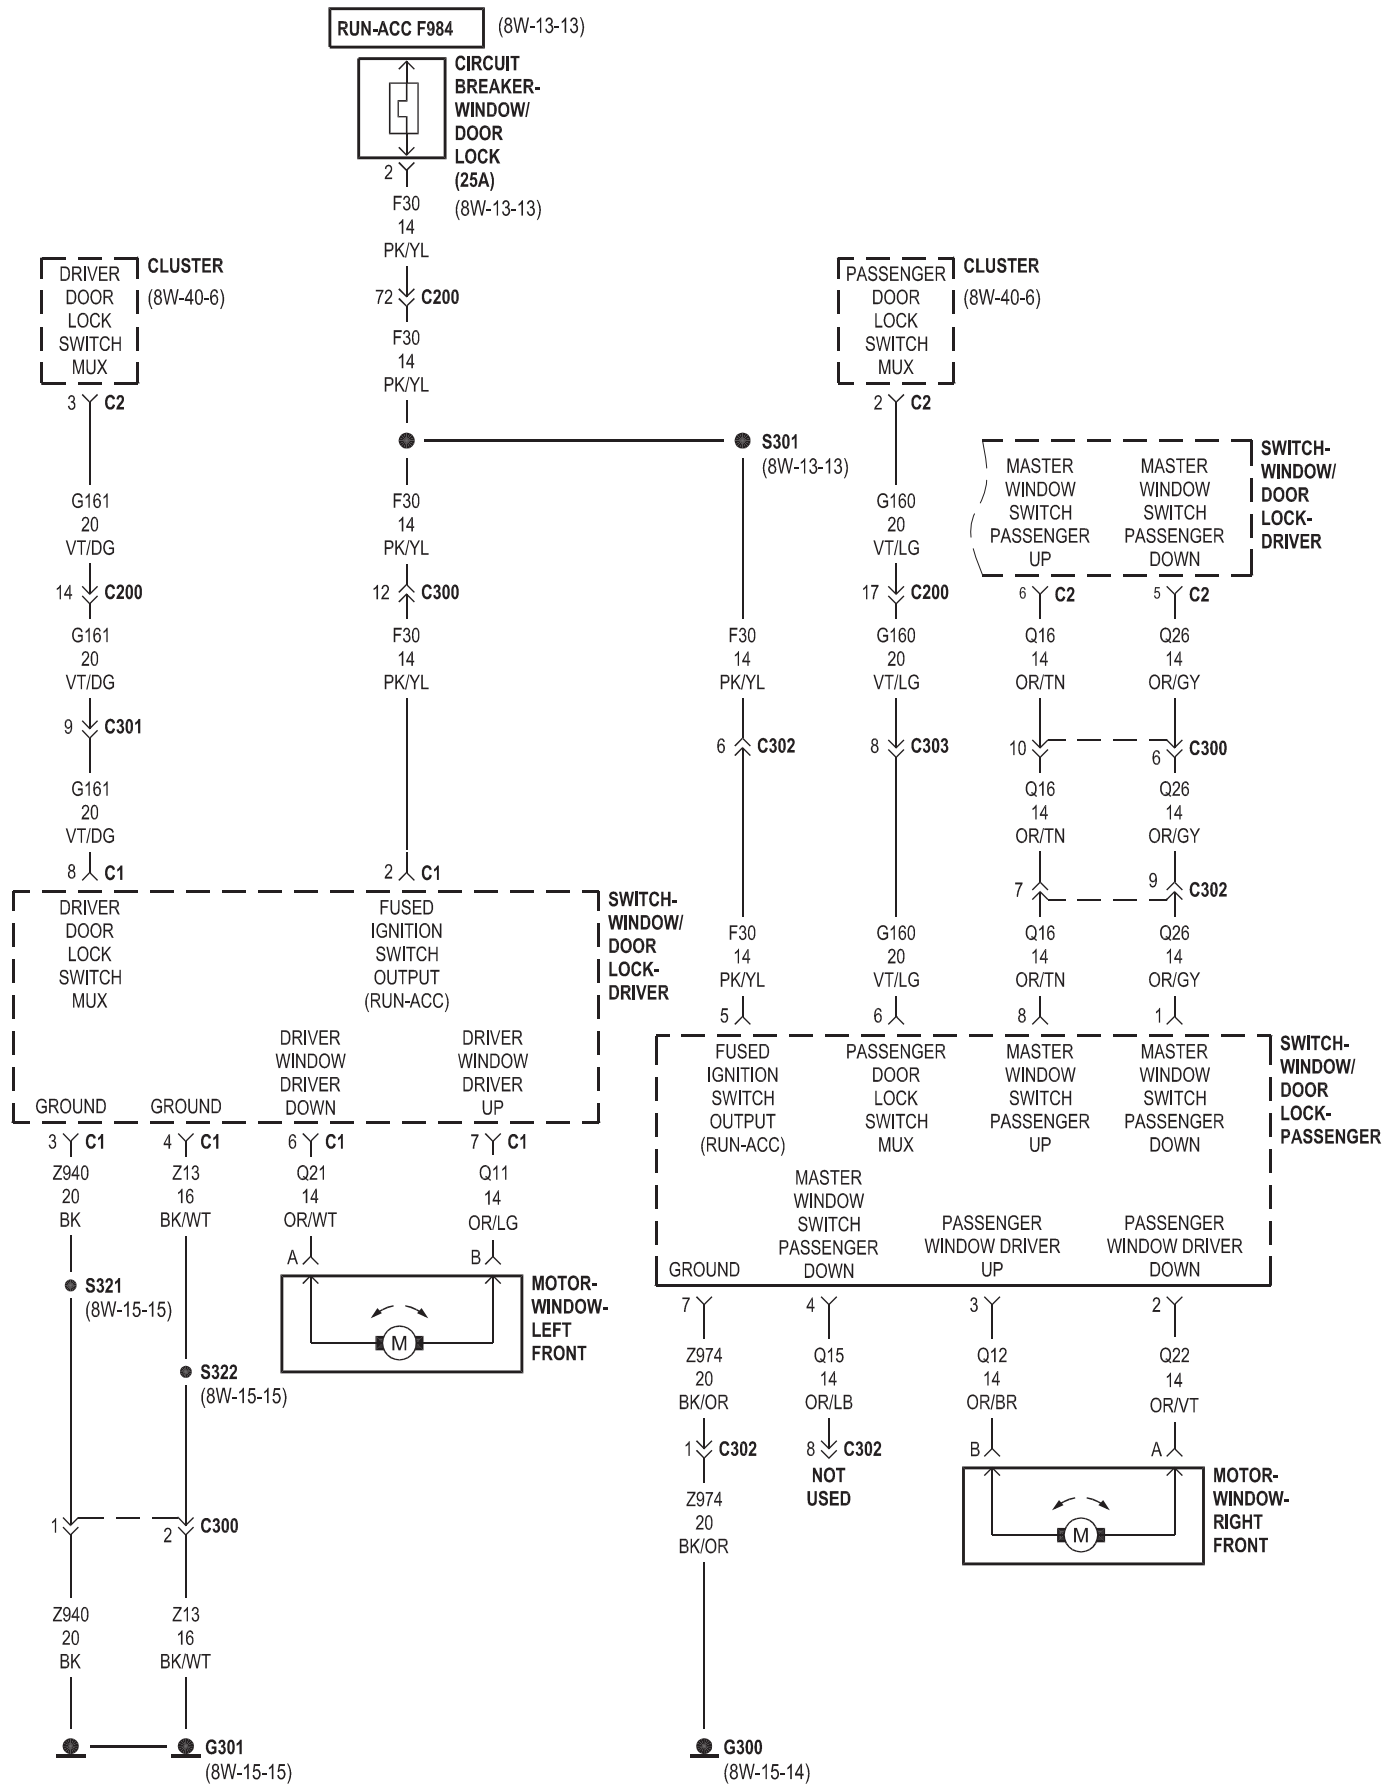 RUN-ACC F984
(8W-13-13)
CIRCUIT
BREAKER-
WINDOW/
DOOR
LOCK
(25A)
(8W-13-13)
2
F30
14
PK/YL
72
C200
F30
14
PK/YL
DRIVER
DOOR
LOCK
SWITCH
MUX
CLUSTER
(8W-40-6)
3
C2
G161
20
VT/DG
14
C200
G161
20
VT/DG
9
C301
G161
20
VT/DG
8
C1
F30
14
PK/YL
12
C300
F30
14
PK/YL
2
C1
S301
(8W-13-13)
F30
14
PK/YL
6
C302
F30
14
PK/YL
5
PASSENGER
DOOR
LOCK
SWITCH
MUX
CLUSTER
(8W-40-6)
2
C2
G160
20
VT/LG
17
C200
G160
20
VT/LG
8
C303
G160
20
VT/LG
6
MASTER
WINDOW
SWITCH
PASSENGER
UP
MASTER
WINDOW
SWITCH
PASSENGER
DOWN
SWITCH-
WINDOW/
DOOR
LOCK-
DRIVER
6
C2
5
C2
Q16
14
OR/TN
Q26
14
OR/GY
10
6
C300
Q16
14
OR/TN
Q26
14
OR/GY
7
9
C302
Q16
14
OR/TN
Q26
14
OR/GY
8
1
DRIVER
DOOR
LOCK
SWITCH
MUX
FUSED
IGNITION
SWITCH
OUTPUT
(RUN-ACC)
SWITCH-
WINDOW/
DOOR
LOCK-
DRIVER
GROUND
GROUND
DRIVER
WINDOW
DRIVER
DOWN
DRIVER
WINDOW
DRIVER
UP
3
C1
4
C1
6
C1
7
C1
Z940
20
BK
Z13
16
BK/WT
Q21
14
OR/WT
Q11
14
OR/LG
A
B
M
MOTOR-
WINDOW-
LEFT
FRONT
S321
(8W-15-15)
S322
(8W-15-15)
1
2
C300
Z940
20
BK
Z13
16
BK/WT
G301
(8W-15-15)
FUSED
IGNITION
SWITCH
OUTPUT
(RUN-ACC)
PASSENGER
DOOR
LOCK
SWITCH
MUX
MASTER
WINDOW
SWITCH
PASSENGER
UP
MASTER
WINDOW
SWITCH
PASSENGER
DOWN
SWITCH-
WINDOW/
DOOR
LOCK-
PASSENGER
GROUND
MASTER
WINDOW
SWITCH
PASSENGER
DOWN
PASSENGER
WINDOW DRIVER
UP
PASSENGER
WINDOW DRIVER
DOWN
7
4
3
2
Z974
20
BK/OR
Q15
14
OR/LB
Q12
14
OR/BR
Q22
14
OR/VT
1
C302
8
C302
NOT
USED
B
A
M
MOTOR-
WINDOW-
RIGHT
FRONT
Z974
20
BK/OR
G300
(8W-15-14)